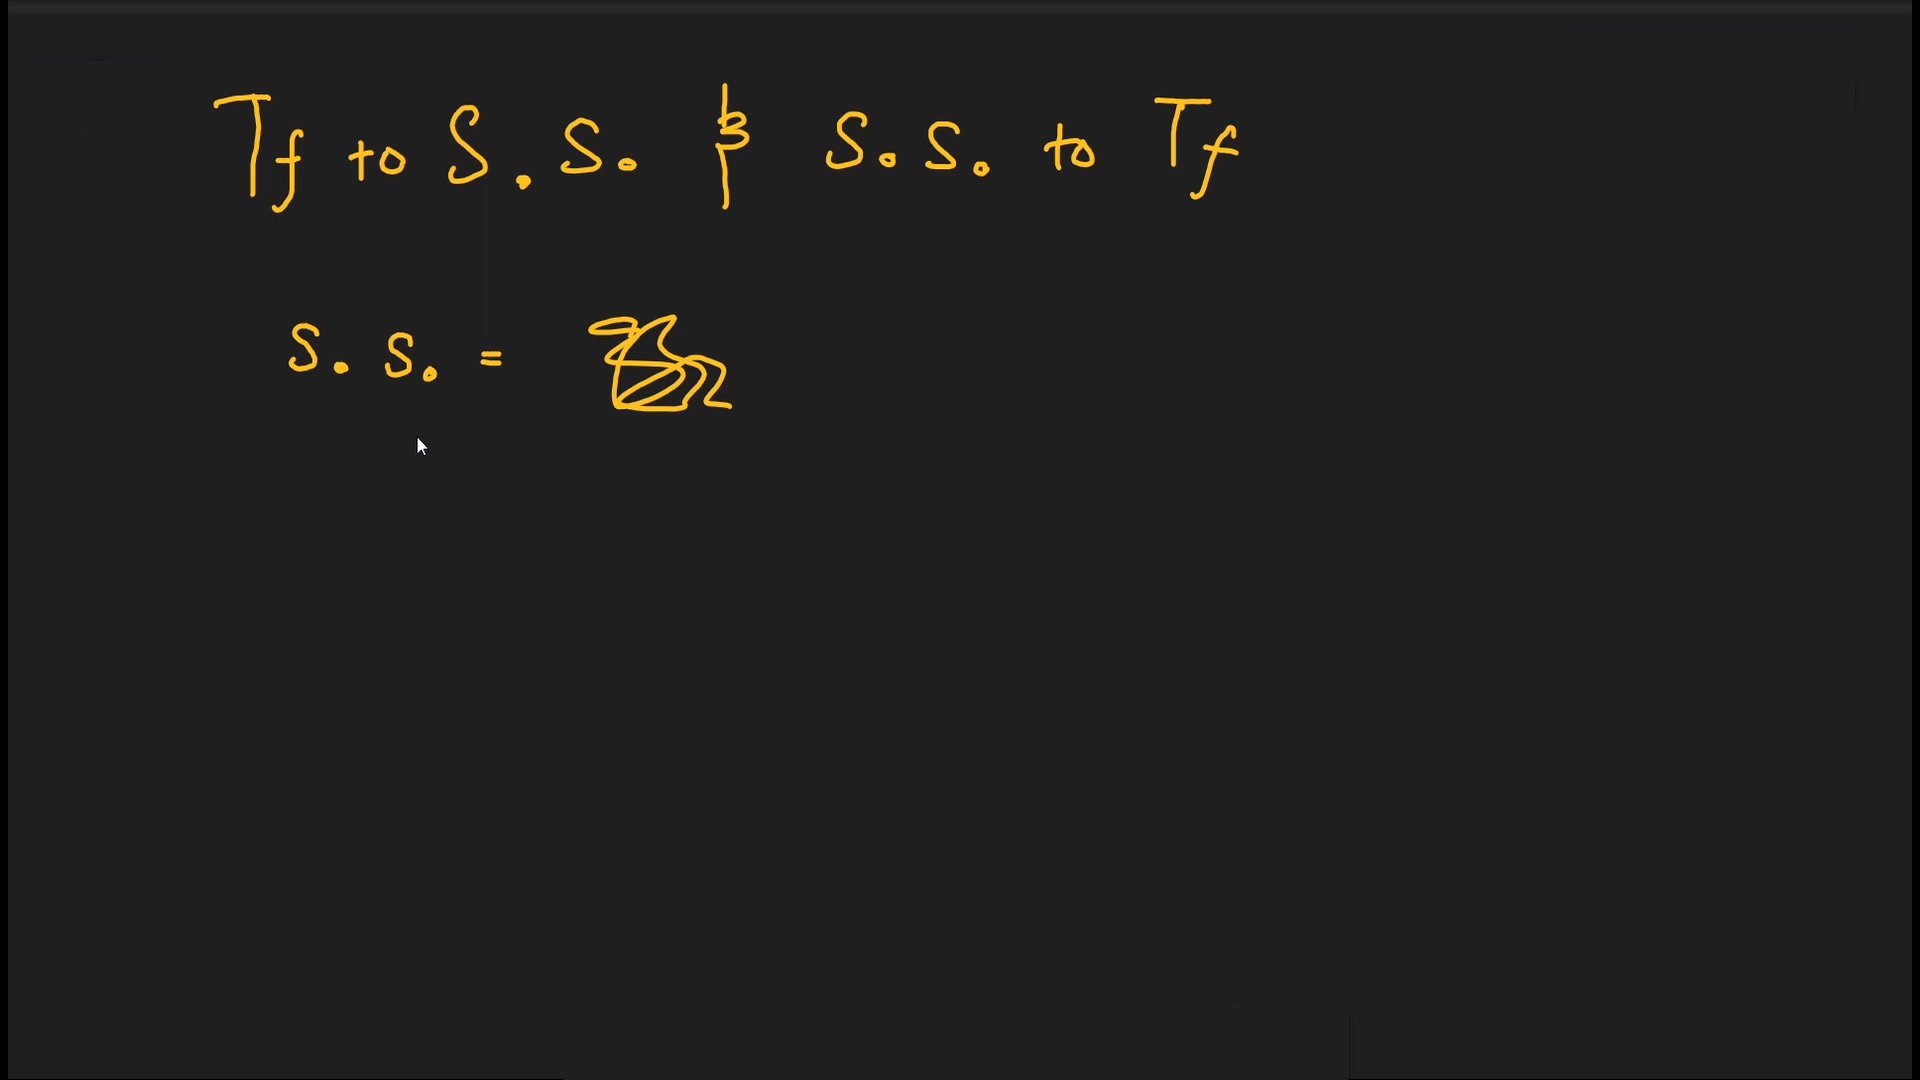 Tf to S.S. & S.S. to Tf
S.S. =